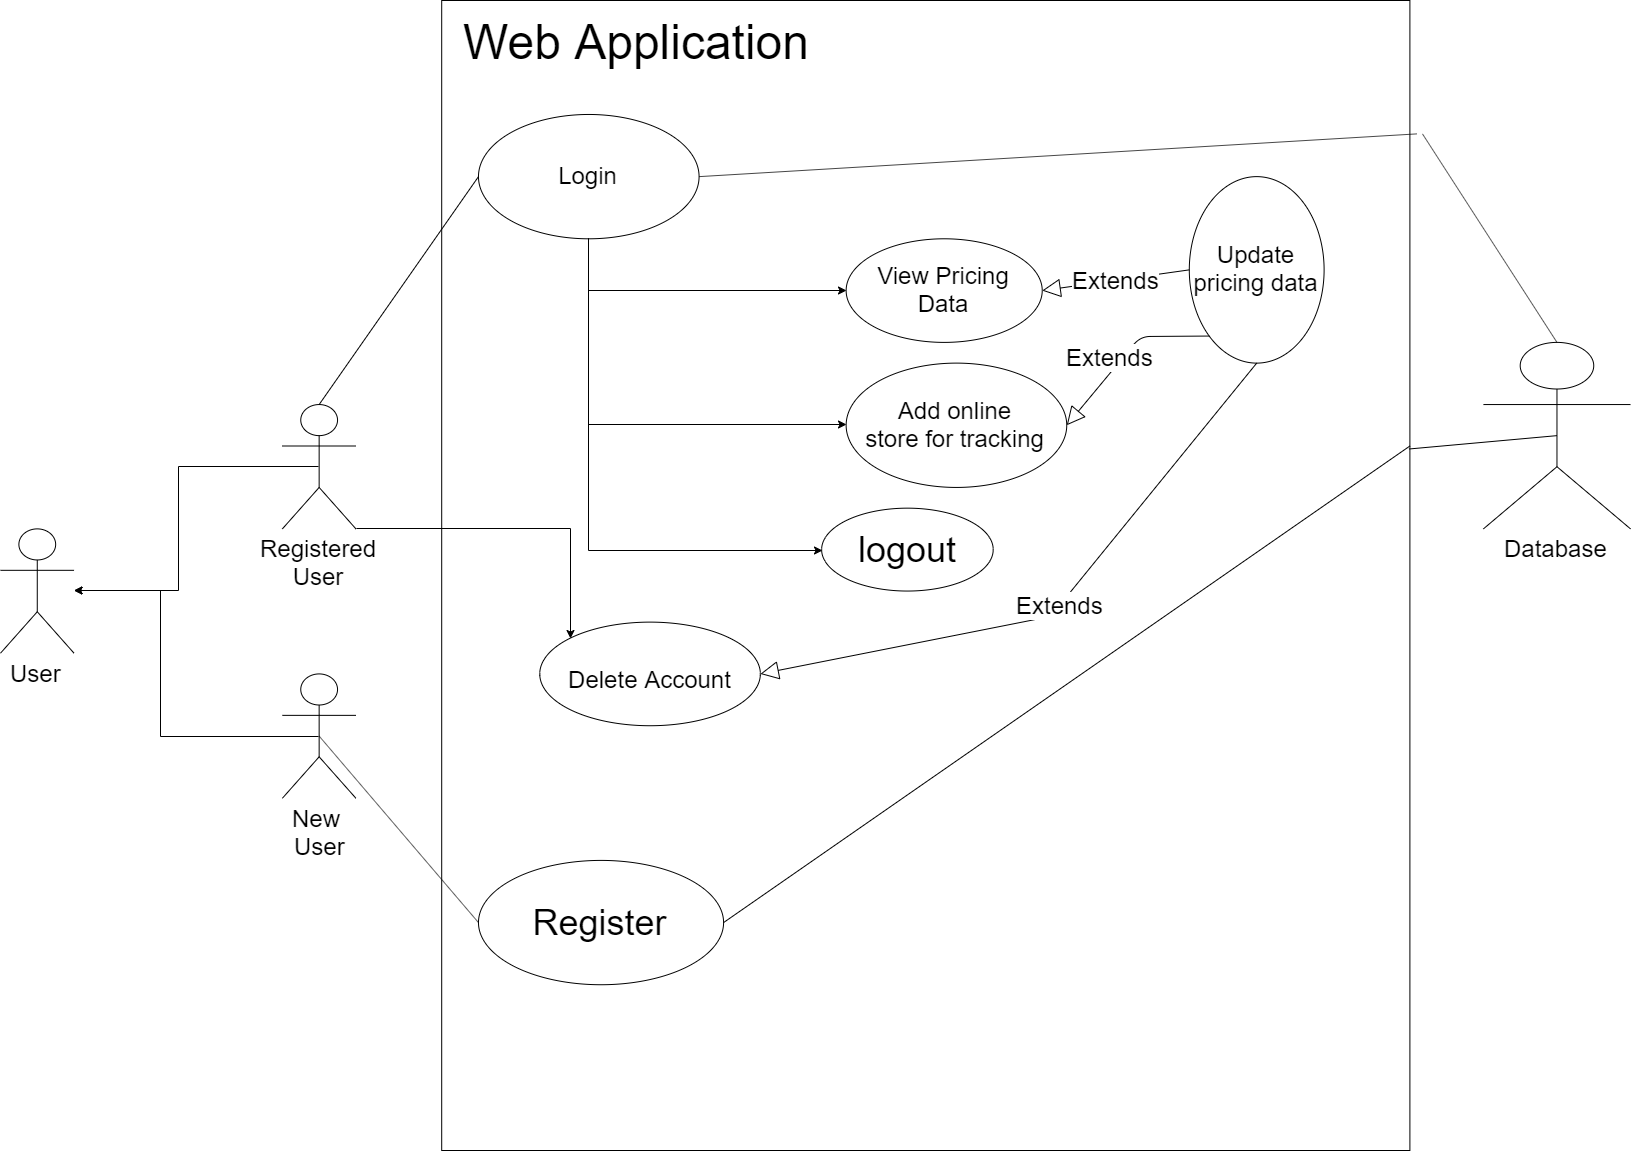 Web Application
Login
View Pricing
Data
Extends
Update
pricing data
Extends
Add online
store for tracking
logout
Registered
User
Database
Extends
User
Delete Account
New
User
Register